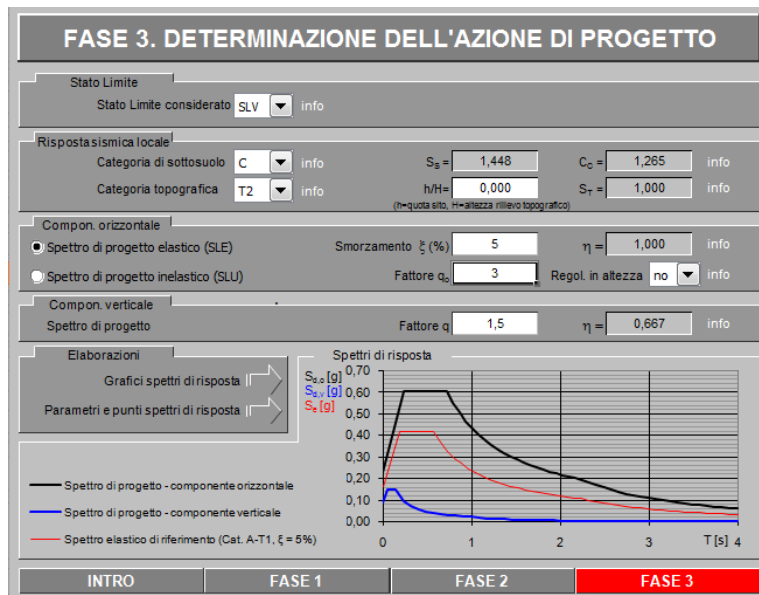 FASE 3. DETERMINAZIONE DELL'AZIONE DI PROGETTO
Stato Limite
Stato Limite considerato SLV info
Risposta sismica locale
Categoria di sottosuolo C info Ss = 1,448 Cc = 1,265 info
Categoria topografica T2 info h/H= 0,000 ST = 1,000 info
(h=quota sito, H=altezza rilievo topografico)
Compon. orizzontale
Spettro di progetto elastico (SLE) Smorzamento ξ (%) 5 η = 1,000 info
Spettro di progetto inelastico (SLU) Fattore qo 3 Regol. in altezza no info
Compon. verticale
Spettro di progetto Fattore q 1,5 η = 0,667 info
Elaborazioni
Grafici spettri di risposta
Parametri e punti spettri di risposta
Spettri di risposta
Sd,o [g]
Sd,v [g]
Se [g]
0,70
0,60
0,50
0,40
0,30
0,20
0,10
0,00
0 1 2 3 T [s] 4
Spettro di progetto - componente orizzontale
Spettro di progetto - componente verticale
Spettro elastico di riferimento (Cat. A-T1, ξ = 5%)
INTRO FASE 1 FASE 2 FASE 3